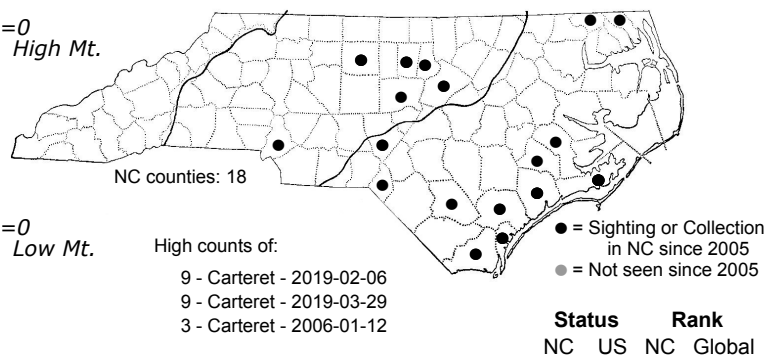 =0
High Mt.
NC counties: 18
=0
Low Mt.
High counts of:
9 - Carteret - 2019-02-06
9 - Carteret - 2019-03-29
3 - Carteret - 2006-01-12
= Sighting or Collection
in NC since 2005
= Not seen since 2005
Status Rank
NC US NC Global